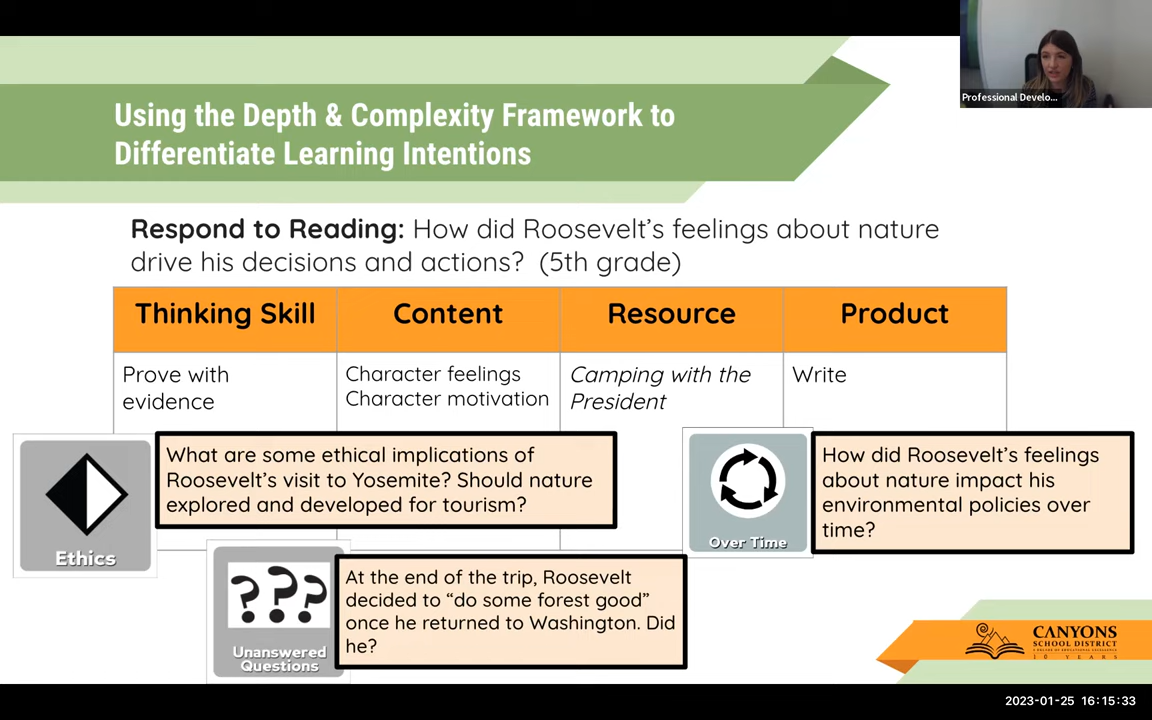 Professional Develo...
Using the Depth & Complexity Framework to
Differentiate Learning Intentions
Respond to Reading: How did Roosevelt's feelings about nature
drive his decisions and actions? (5th grade)
Thinking Skill
Content
Resource
Product
Prove with
evidence
Character feelings
Character motivation
Camping with the
President
Write
Ethics
What are some ethical implications of
Roosevelt's visit to Yosemite? Should nature
explored and developed for tourism?
Over Time
How did Roosevelt's feelings
about nature impact his
environmental policies over
time?
???
Unanswered
Questions
At the end of the trip, Roosevelt
decided to "do some forest good"
once he returned to Washington. Did
he?
CANYONS
SCHOOL DISTRICT
10 YEARS
2023-01-25 16:15:33